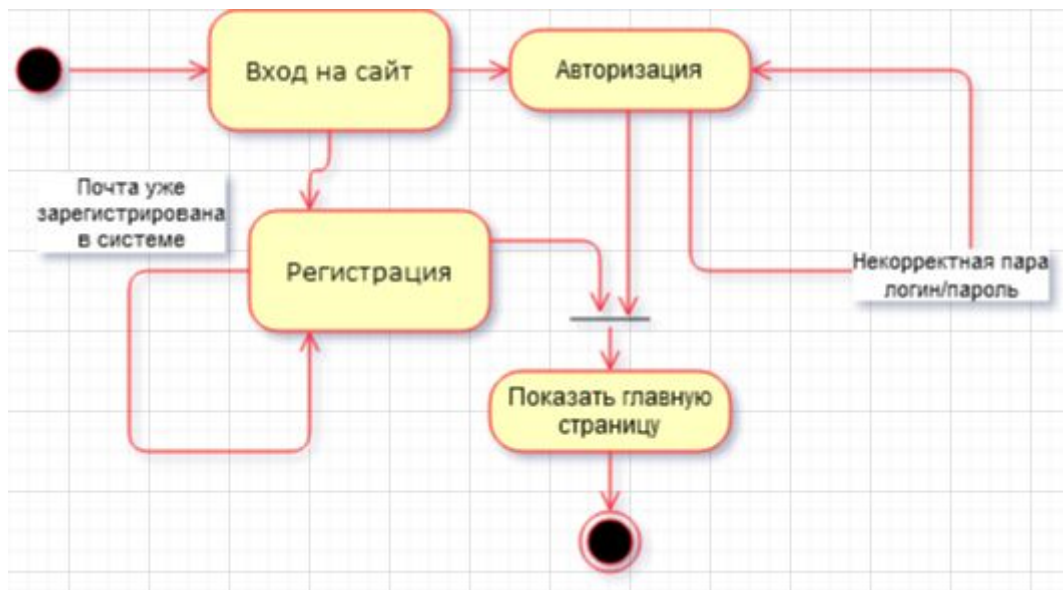 Вход на сайт
Авторизация
Почта уже
зарегистрирована
в системе
Регистрация
Некорректная пара
логин/пароль
Показать главную
страницу